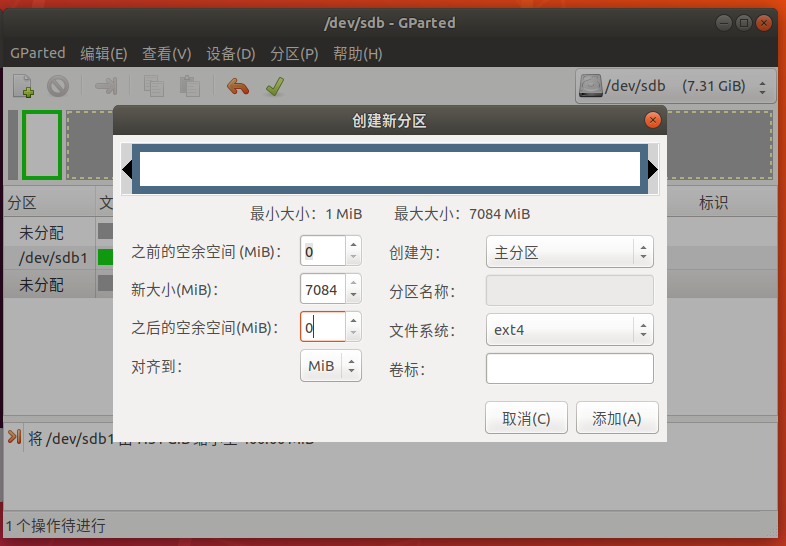 /dev/sdb - GParted
GParted 编辑(E) 查看(V) 设备(D) 分区(P) 帮助(H)
/dev/sdb (7.31 GiB)
创建新分区
最小大小：1 MiB 最大大小：7084 MiB
之前的空余空间 (MiB)： 0 创建为： 主分区
新大小(MiB)： 7084 分区名称：
之后的空余空间(MiB)： 0 文件系统： ext4
对齐到： MiB 卷标：
取消(C) 添加(A)
分区 文 标识
未分配
/dev/sdb1
未分配
将 /dev/sdb1
1 个操作待进行